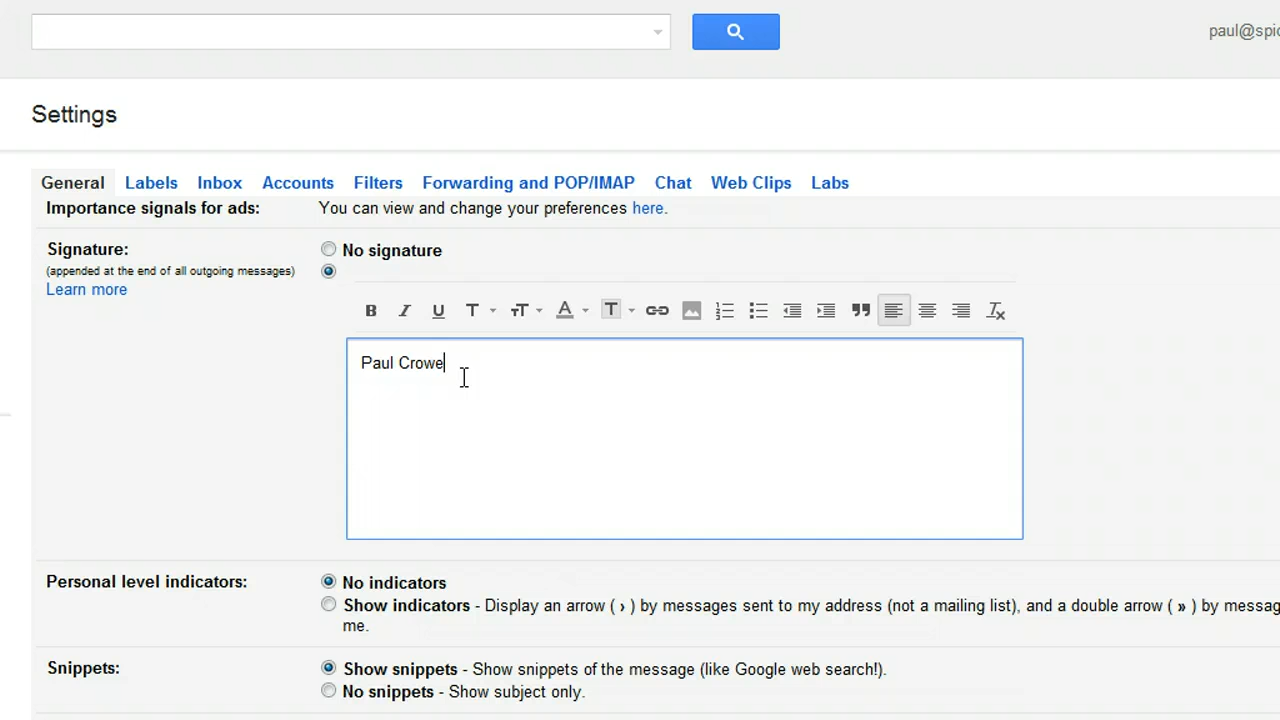 paul@spic
Settings
General Labels Inbox Accounts Filters Forwarding and POP/IMAP Chat Web Clips Labs
Importance signals for ads: You can view and change your preferences here.
Signature: No signature
(appended at the end of all outgoing messages)
Learn more
B I U T TT A T
Paul Crowe
Personal level indicators: No indicators
Show indicators - Display an arrow ( › ) by messages sent to my address (not a mailing list), and a double arrow ( » ) by messag
me.
Snippets: Show snippets - Show snippets of the message (like Google web search!).
No snippets - Show subject only.